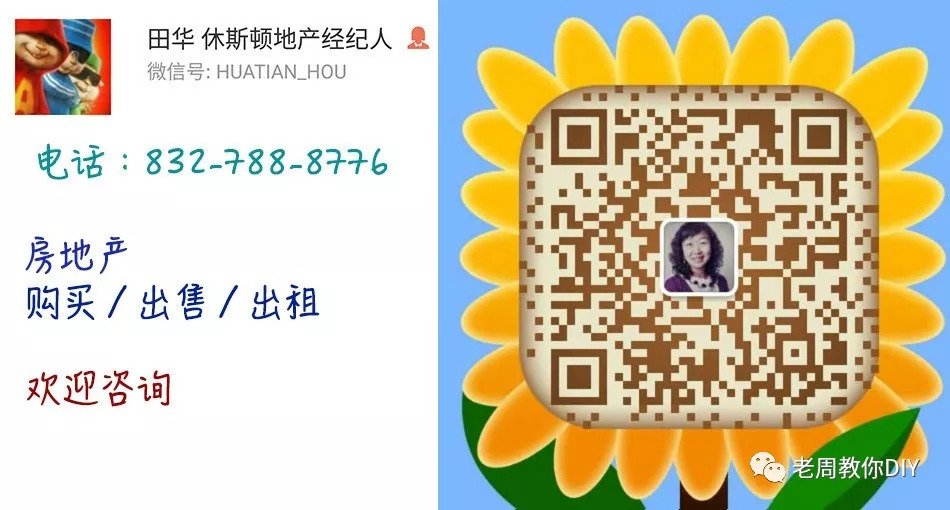 田华 休斯顿地产经纪人
微信号: HUATIAN_HOU
电话：832-788-8776
房地产
购买/出售/出租
欢迎咨询
老周教你DIY